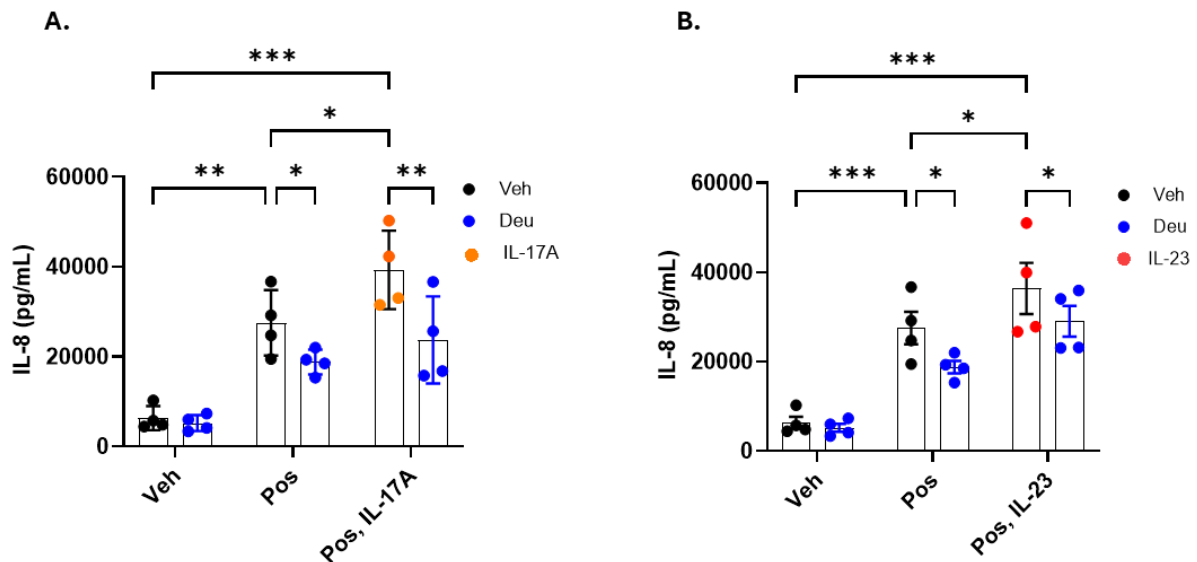 A.
***
*
** * **
60000
40000
20000
0
IL-8 (pg/mL)
Veh
Deu
IL-17A
Veh
Pos
Pos, IL-17A
B.
***
*
*** * *
60000
40000
20000
0
IL-8 (pg/mL)
Veh
Deu
IL-23
Veh
Pos
Pos, IL-23